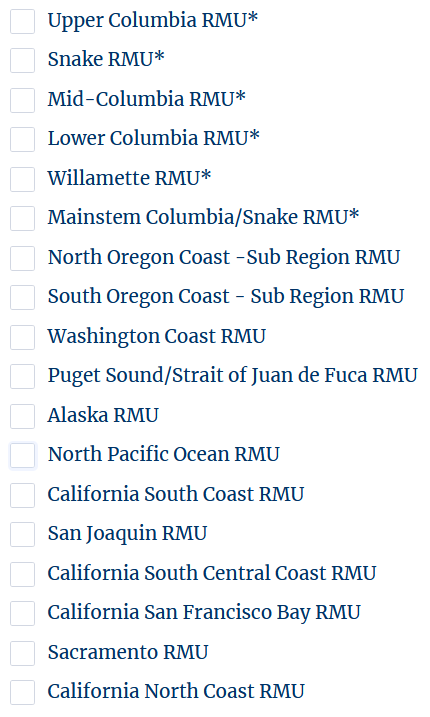 Upper Columbia RMU*
Snake RMU*
Mid-Columbia RMU*
Lower Columbia RMU*
Willamette RMU*
Mainstem Columbia/Snake RMU*
North Oregon Coast -Sub Region RMU
South Oregon Coast - Sub Region RMU
Washington Coast RMU
Puget Sound/Strait of Juan de Fuca RMU
Alaska RMU
North Pacific Ocean RMU
California South Coast RMU
San Joaquin RMU
California South Central Coast RMU
California San Francisco Bay RMU
Sacramento RMU
California North Coast RMU